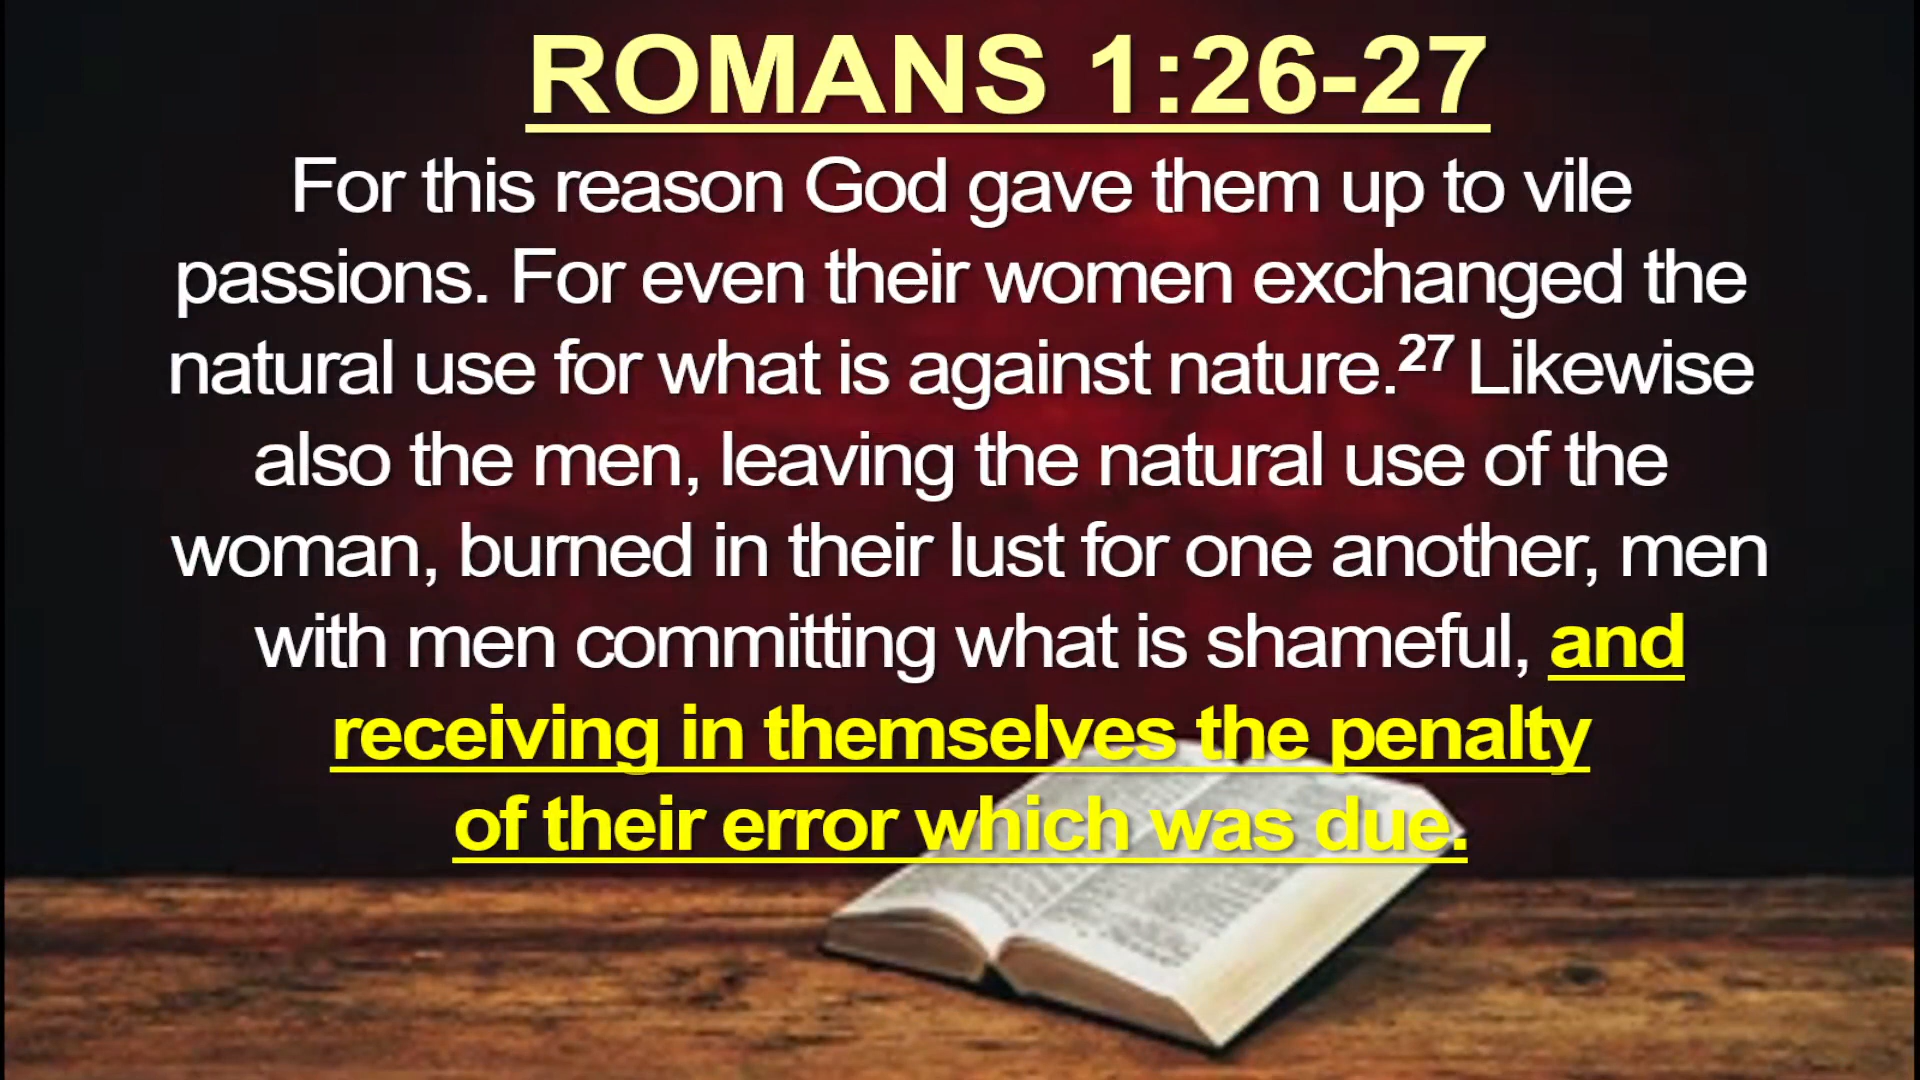 ROMANS 1:26-27
For this reason God gave them up to vile
passions. For even their women exchanged the
natural use for what is against nature.27 Likewise
also the men, leaving the natural use of the
woman, burned in their lust for one another, men
with men committing what is shameful, and
receiving in themselves the penalty
of their error which was due.